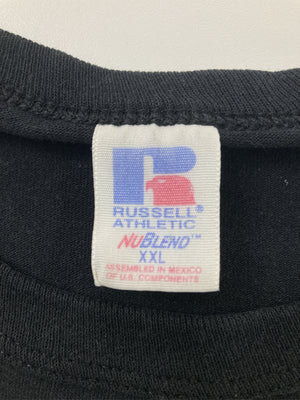 RUSSELL®
ATHLETIC
NUBLEND™
XXL
ASSEMBLED IN MEXICO
OF U.S. COMPONENTS